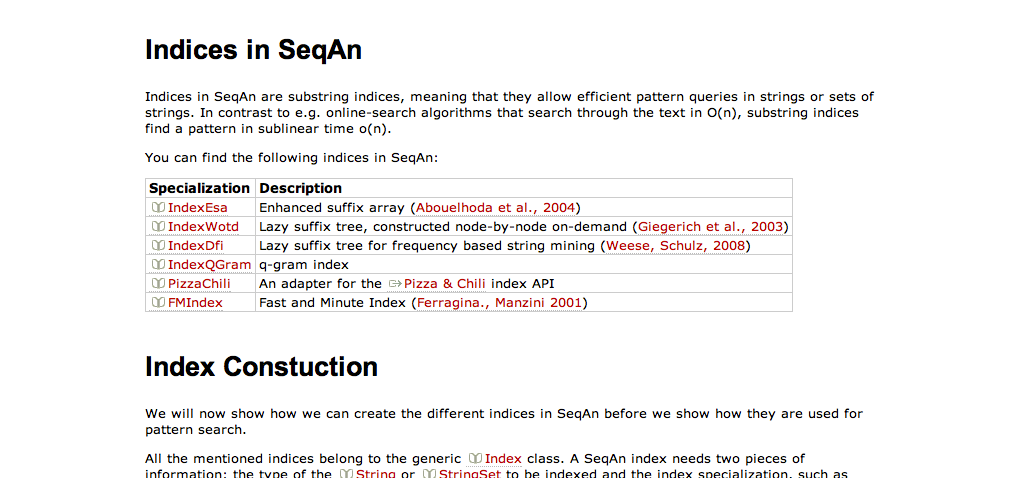 Indices in SeqAn
Indices in SeqAn are substring indices, meaning that they allow efficient pattern queries in strings or sets of
strings. In contrast to e.g. online-search algorithms that search through the text in O(n), substring indices
find a pattern in sublinear time o(n).
You can find the following indices in SeqAn:
Specialization Description
IndexEsa Enhanced suffix array (Abouelhoda et al., 2004)
IndexWotd Lazy suffix tree, constructed node-by-node on-demand (Giegerich et al., 2003)
IndexDfi Lazy suffix tree for frequency based string mining (Weese, Schulz, 2008)
IndexQGram q-gram index
PizzaChili An adapter for the Pizza & Chili index API
FMIndex Fast and Minute Index (Ferragina., Manzini 2001)
Index Constuction
We will now show how we can create the different indices in SeqAn before we show how they are used for
pattern search.
All the mentioned indices belong to the generic Index class. A SeqAn index needs two pieces of
information: the type of the String or StringSet to be indexed and the index specialization, such as